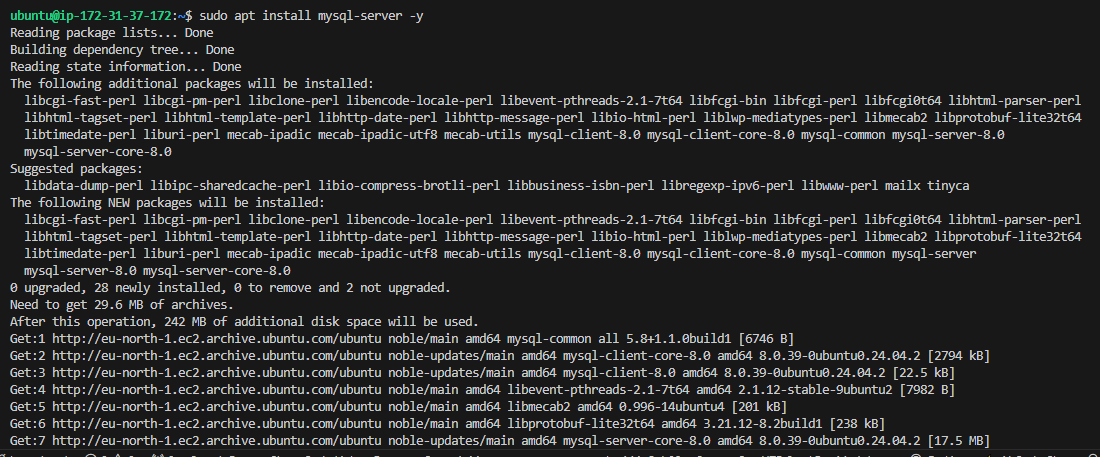 ubuntu@ip-172-31-37-172:~$ sudo apt install mysql-server -y
Reading package lists... Done
Building dependency tree... Done
Reading state information... Done
The following additional packages will be installed:
  libcgi-fast-perl libcgi-pm-perl libclone-perl libencode-locale-perl libevent-pthreads-2.1-7t64 libfcgi-bin libfcgi-perl libfcgi0t64 libhtml-parser-perl
  libhtml-tagset-perl libhtml-template-perl libhttp-date-perl libhttp-message-perl libio-html-perl liblwp-mediatypes-perl libmecab2 libprotobuf-lite32t64
  libtimedate-perl liburi-perl mecab-ipadic mecab-ipadic-utf8 mecab-utils mysql-client-8.0 mysql-client-core-8.0 mysql-common mysql-server-8.0
  mysql-server-core-8.0
Suggested packages:
  libdata-dump-perl libipc-sharedcache-perl libio-compress-brotli-perl libbusiness-isbn-perl libregexp-ipv6-perl libwww-perl mailx tinyca
The following NEW packages will be installed:
  libcgi-fast-perl libcgi-pm-perl libclone-perl libencode-locale-perl libevent-pthreads-2.1-7t64 libfcgi-bin libfcgi-perl libfcgi0t64 libhtml-parser-perl
  libhtml-tagset-perl libhtml-template-perl libhttp-date-perl libhttp-message-perl libio-html-perl liblwp-mediatypes-perl libmecab2 libprotobuf-lite32t64
  libtimedate-perl liburi-perl mecab-ipadic mecab-ipadic-utf8 mecab-utils mysql-client-8.0 mysql-client-core-8.0 mysql-common mysql-server
  mysql-server-8.0 mysql-server-core-8.0
0 upgraded, 28 newly installed, 0 to remove and 2 not upgraded.
Need to get 29.6 MB of archives.
After this operation, 242 MB of additional disk space will be used.
Get:1 http://eu-north-1.ec2.archive.ubuntu.com/ubuntu noble/main amd64 mysql-common all 5.8+1.1.0build1 [6746 B]
Get:2 http://eu-north-1.ec2.archive.ubuntu.com/ubuntu noble-updates/main amd64 mysql-client-core-8.0 amd64 8.0.39-0ubuntu0.24.04.2 [2794 kB]
Get:3 http://eu-north-1.ec2.archive.ubuntu.com/ubuntu noble-updates/main amd64 mysql-client-8.0 amd64 8.0.39-0ubuntu0.24.04.2 [22.5 kB]
Get:4 http://eu-north-1.ec2.archive.ubuntu.com/ubuntu noble/main amd64 libevent-pthreads-2.1-7t64 amd64 2.1.12-stable-9ubuntu2 [7982 B]
Get:5 http://eu-north-1.ec2.archive.ubuntu.com/ubuntu noble/main amd64 libmecab2 amd64 0.996-14ubuntu4 [201 kB]
Get:6 http://eu-north-1.ec2.archive.ubuntu.com/ubuntu noble/main amd64 libprotobuf-lite32t64 amd64 3.21.12-8.2build1 [238 kB]
Get:7 http://eu-north-1.ec2.archive.ubuntu.com/ubuntu noble-updates/main amd64 mysql-server-core-8.0 amd64 8.0.39-0ubuntu0.24.04.2 [17.5 MB]